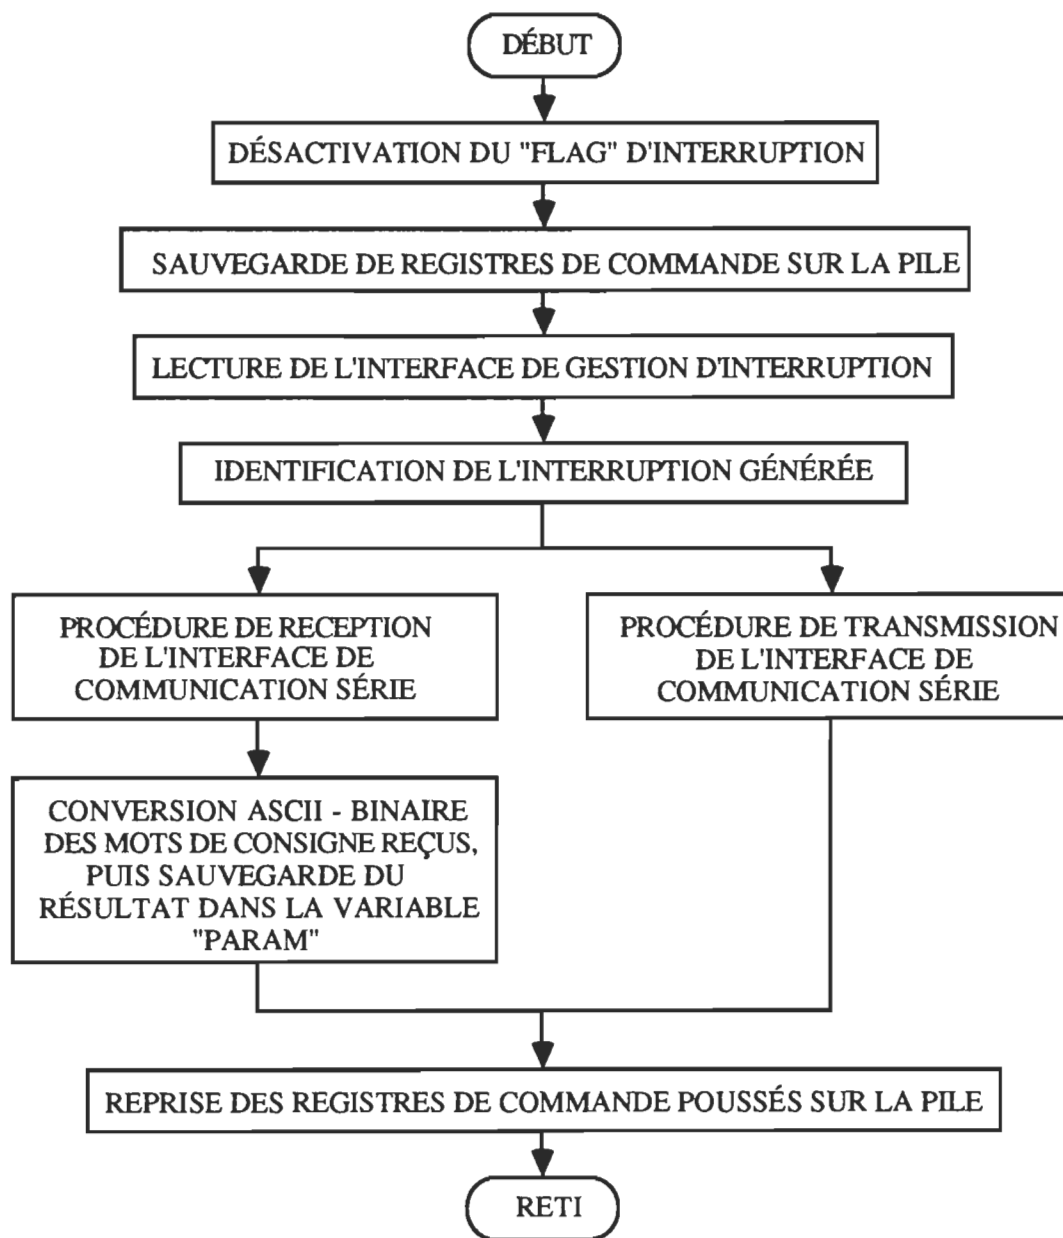 DÉBUT
DÉSACTIVATION DU "FLAG" D'INTERRUPTION
SAUVEGARDE DE REGISTRES DE COMMANDE SUR LA PILE
LECTURE DE L'INTERFACE DE GESTION D'INTERRUPTION
IDENTIFICATION DE L'INTERRUPTION GÉNÉRÉE
PROCÉDURE DE RECEPTION
DE L'INTERFACE DE
COMMUNICATION SÉRIE
PROCÉDURE DE TRANSMISSION
DE L'INTERFACE DE
COMMUNICATION SÉRIE
CONVERSION ASCII - BINAIRE
DES MOTS DE CONSIGNE REÇUS,
PUIS SAUVEGARDE DU
RÉSULTAT DANS LA VARIABLE
"PARAM"
REPRISE DES REGISTRES DE COMMANDE POUSSÉS SUR LA PILE
RETI